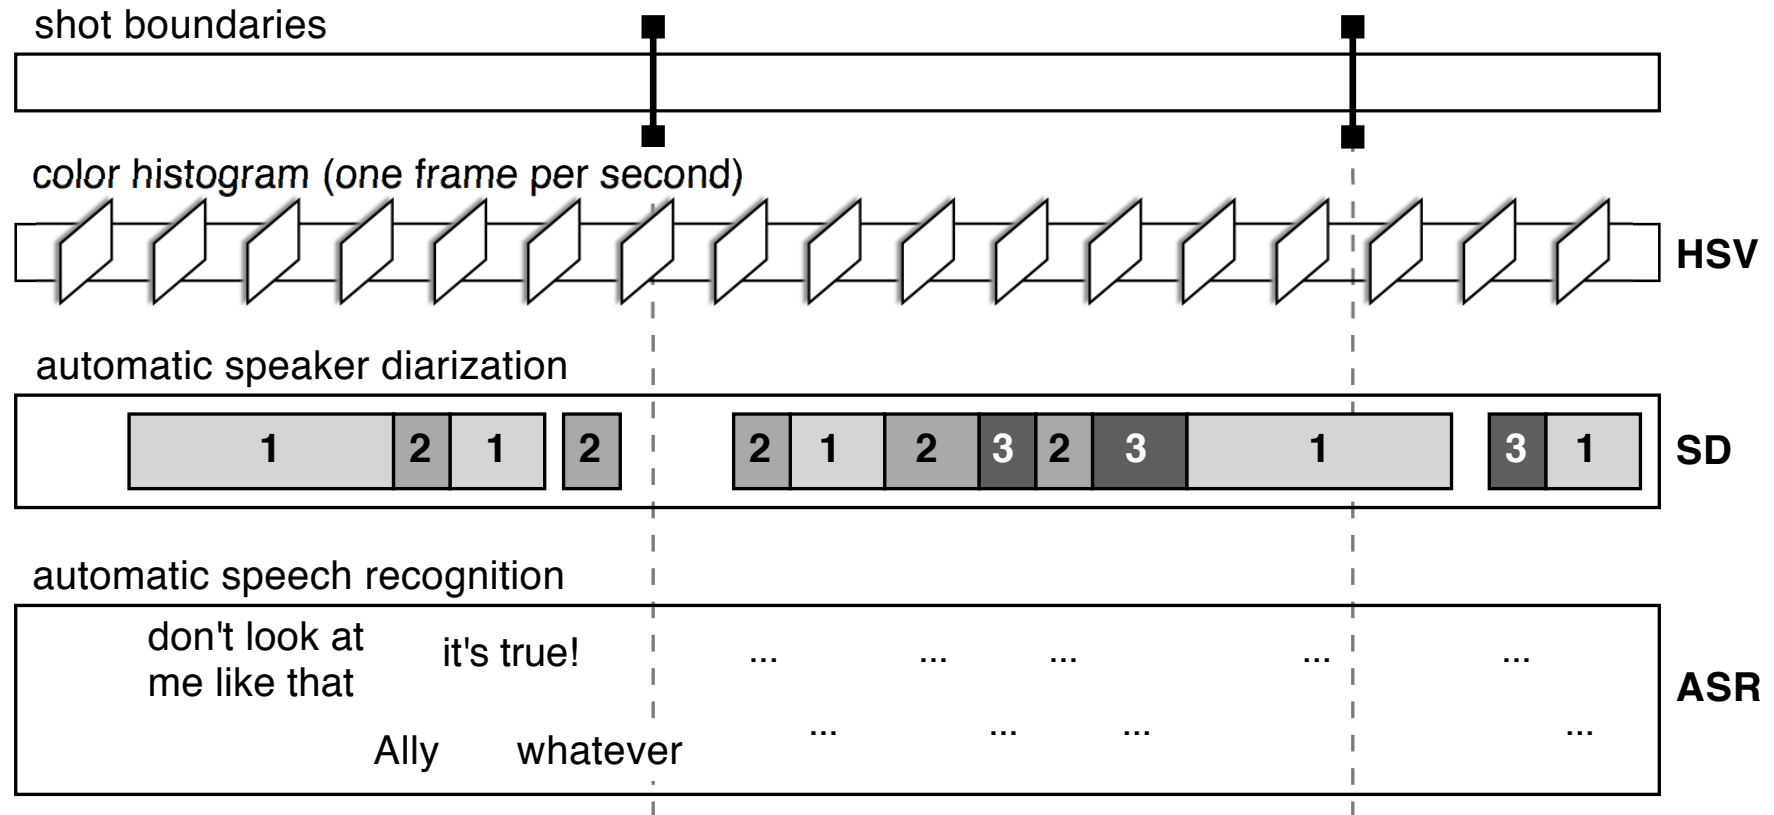 shot boundaries
color histogram (one frame per second)
HSV
automatic speaker diarization
1 2 1 2 2 1 2 3 2 3 1 3 1
SD
automatic speech recognition
don't look at
me like that
it's true!
... ... ... ... ...
ASR
... ... ... ...
Ally whatever